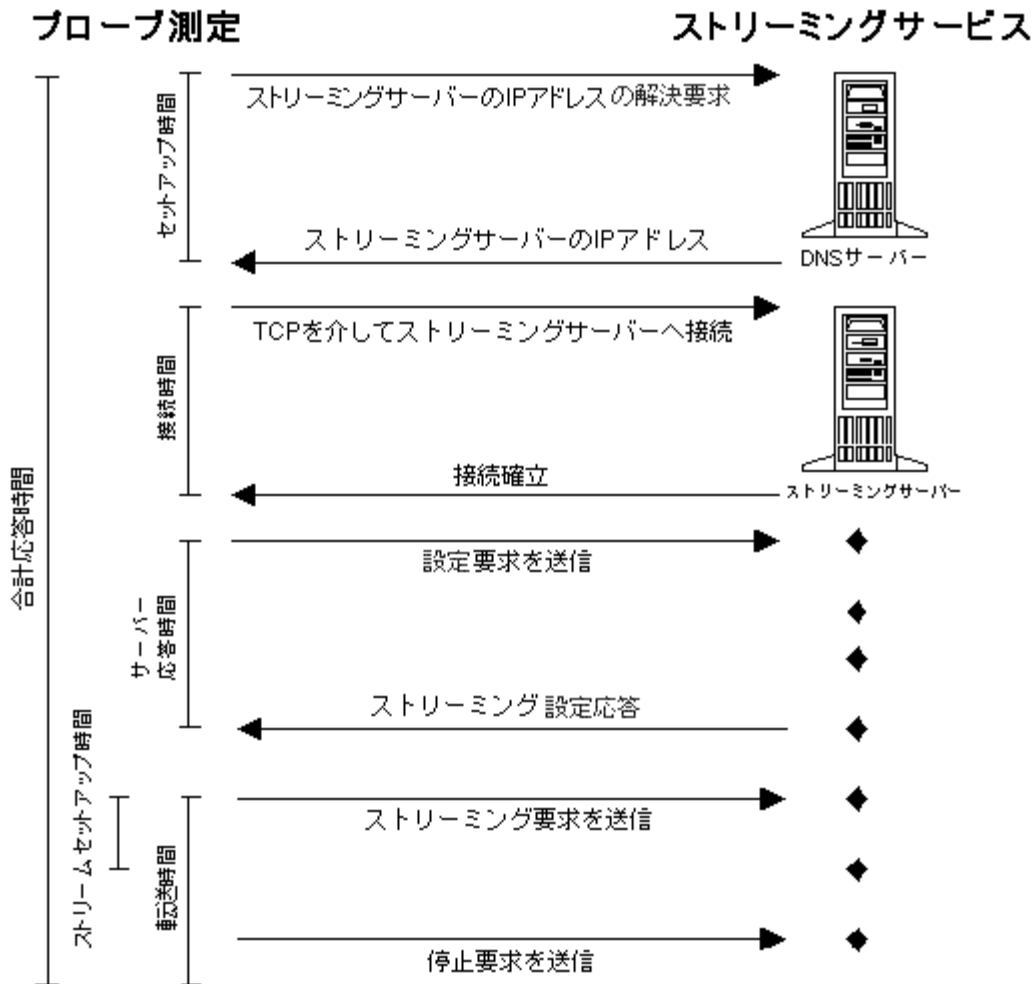 プローブ測定
ストリーミングサービス
ストリーミングサーバーのIPアドレスの解決要求
セットアップ時間
ストリーミングサーバーのIPアドレス
DNSサーバー
TCPを介してストリーミングサーバーへ接続
接続時間
接続確立
ストリーミングサーバー
合計応答時間
設定要求を送信
サーバー
応答時間
ストリーミング設定応答
ストリームセットアップ時間
転送時間
ストリーミング要求を送信
停止要求を送信